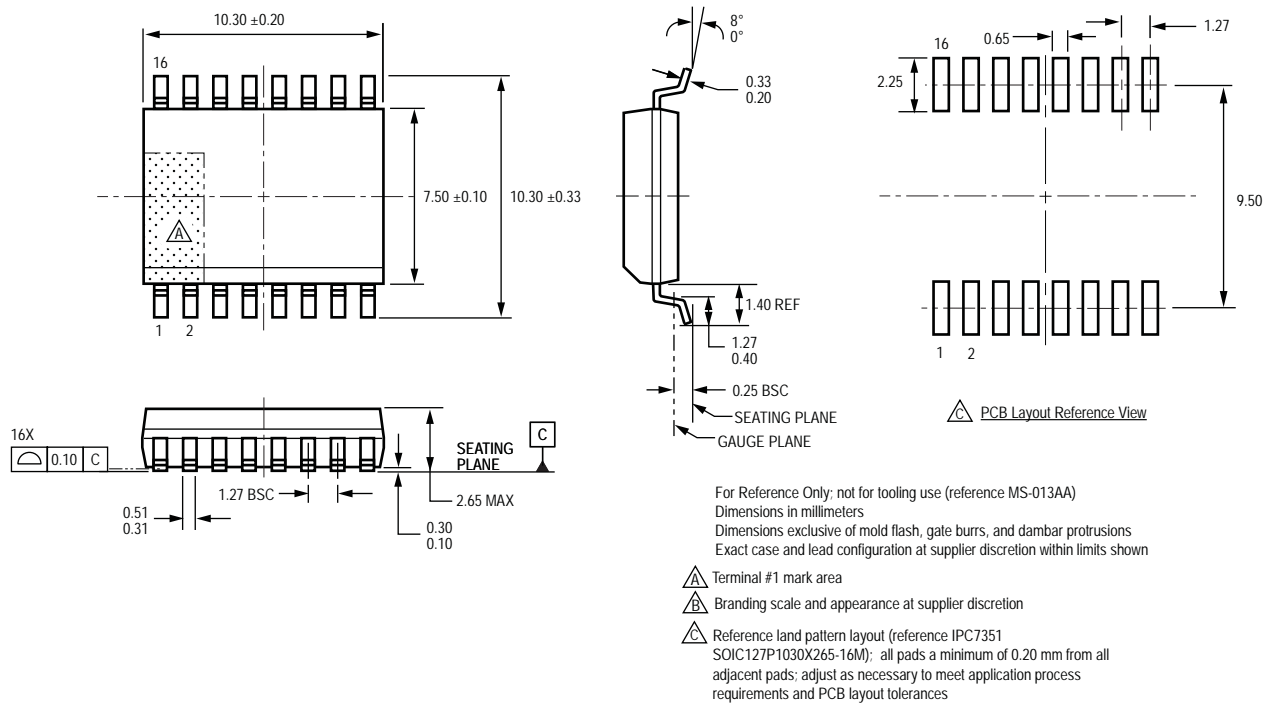 10.30 ±0.20
16
7.50 ±0.10
10.30 ±0.33
A
1 2
8°
0°
0.33
0.20
1.40 REF
1.27
0.40
0.25 BSC
SEATING PLANE
GAUGE PLANE
16
0.65
1.27
2.25
9.50
1 2
C PCB Layout Reference View
16X
0.10 C
SEATING
PLANE
C
1.27 BSC
2.65 MAX
0.51
0.31
0.30
0.10
For Reference Only; not for tooling use (reference MS-013AA)
Dimensions in millimeters
Dimensions exclusive of mold flash, gate burrs, and dambar protrusions
Exact case and lead configuration at supplier discretion within limits shown
A Terminal #1 mark area
B Branding scale and appearance at supplier discretion
C Reference land pattern layout (reference IPC7351
SOIC127P1030X265-16M); all pads a minimum of 0.20 mm from all
adjacent pads; adjust as necessary to meet application process
requirements and PCB layout tolerances